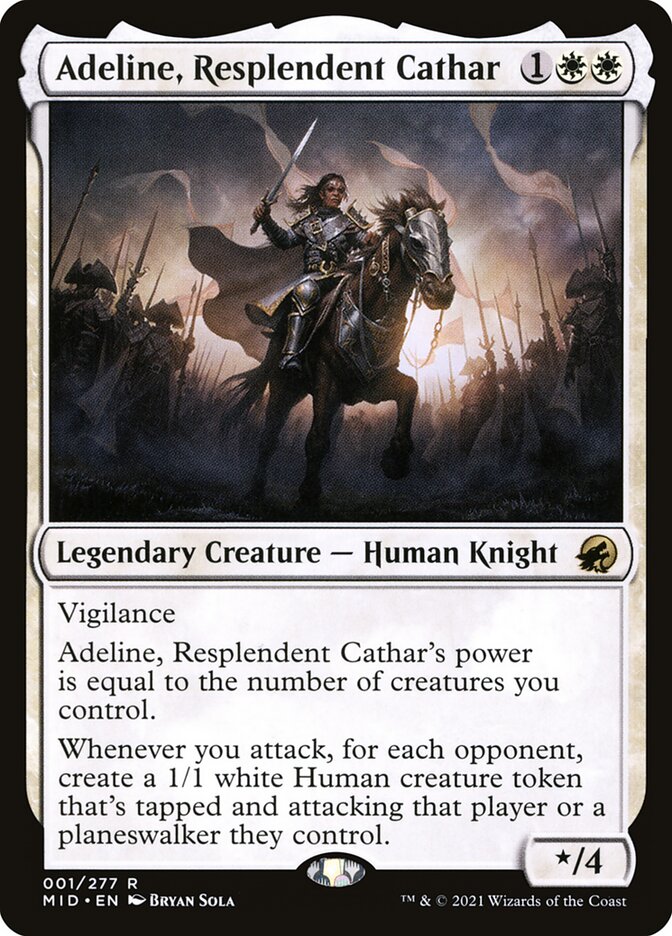 Adeline, Resplendent Cathar 1
Legendary Creature — Human Knight
Vigilance
Adeline, Resplendent Cathar's power
is equal to the number of creatures you
control.
Whenever you attack, for each opponent,
create a 1/1 white Human creature token
that's tapped and attacking that player or a
planeswalker they control.
★/4
001/277 R
MID • EN Bryan Sola
™ & © 2021 Wizards of the Coast